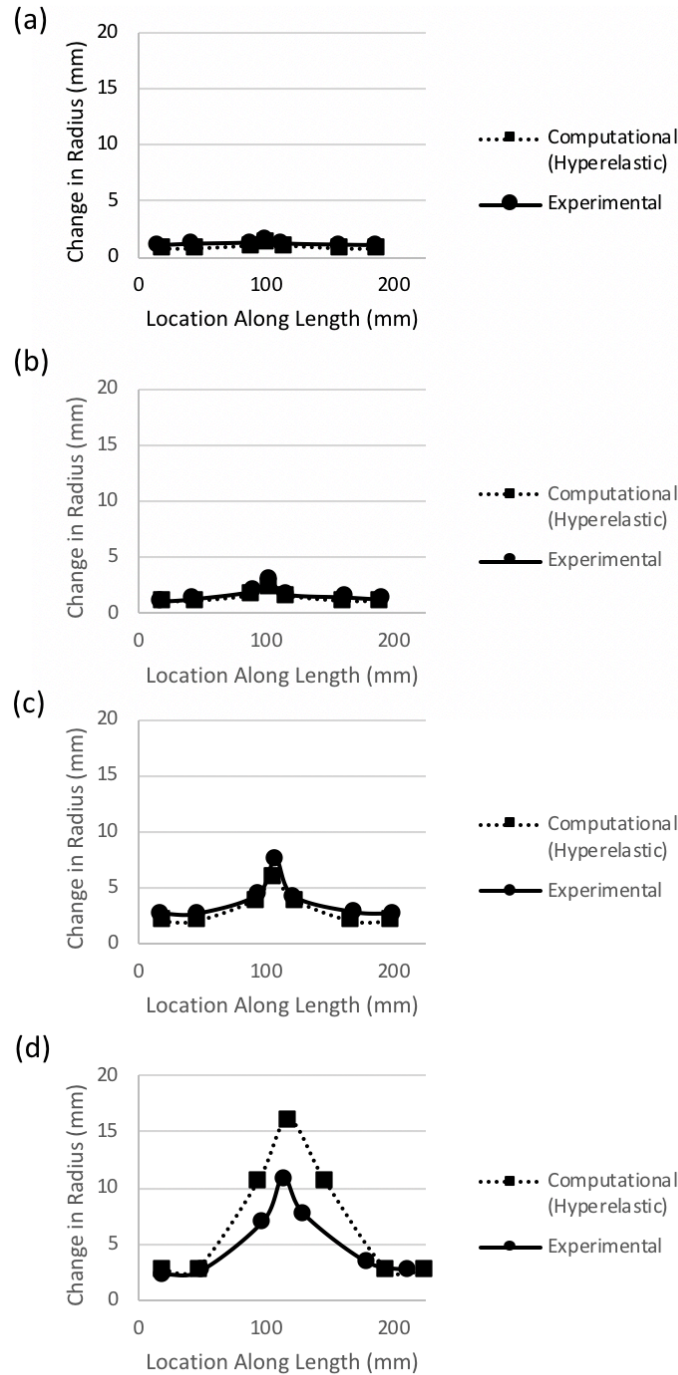 (a)
20
15
10
5
0
Change in Radius (mm)
0 100 200
Location Along Length (mm)
Computational
(Hyperelastic)
Experimental
(b)
20
15
10
5
0
Change in Radius (mm)
0 100 200
Location Along Length (mm)
Computational
(Hyperelastic)
Experimental
(c)
20
15
10
5
0
Change in Radius (mm)
0 100 200
Location Along Length (mm)
Computational
(Hyperelastic)
Experimental
(d)
20
15
10
5
0
Change in Radius (mm)
0 100 200
Location Along Length (mm)
Computational
(Hyperelastic)
Experimental